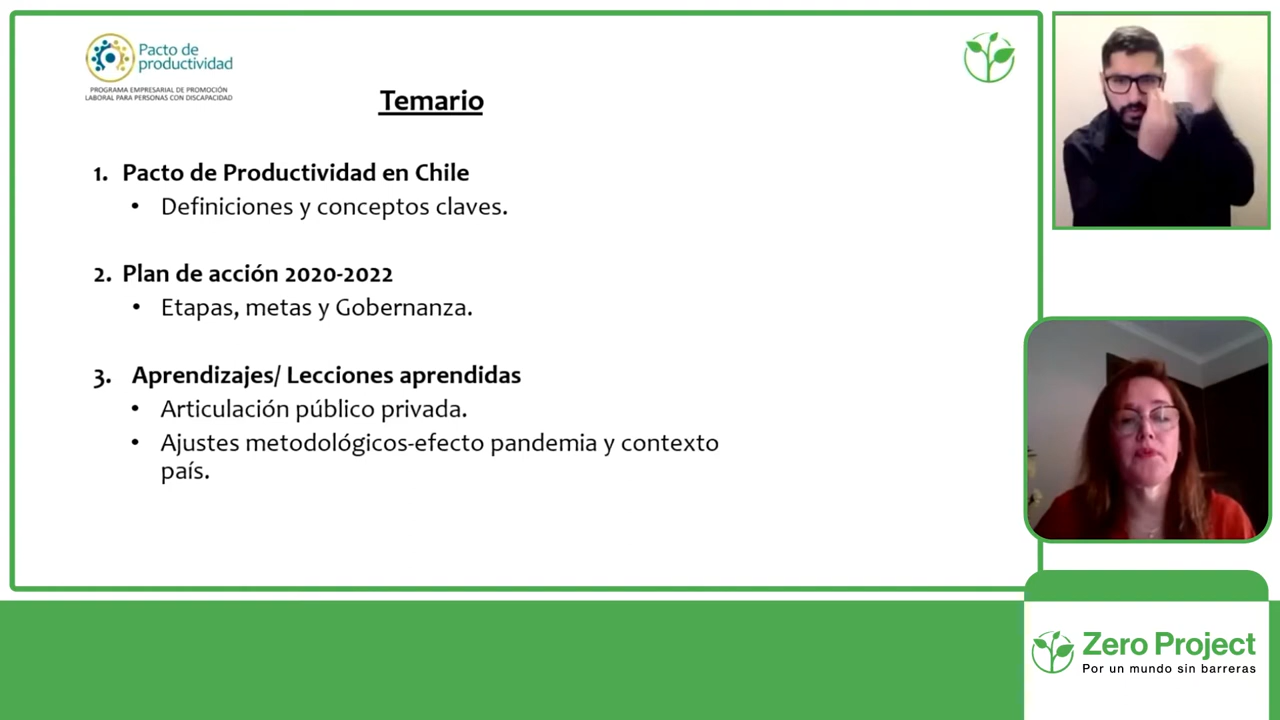 Pacto de
productividad
PROGRAMA EMPRESARIAL DE PROMOCIÓN
LABORAL PARA PERSONAS CON DISCAPACIDAD
Temario
1. Pacto de Productividad en Chile
• Definiciones y conceptos claves.
2. Plan de acción 2020-2022
• Etapas, metas y Gobernanza.
3. Aprendizajes/ Lecciones aprendidas
• Articulación público privada.
• Ajustes metodológicos-efecto pandemia y contexto
país.
Zero Project
Por un mundo sin barreras